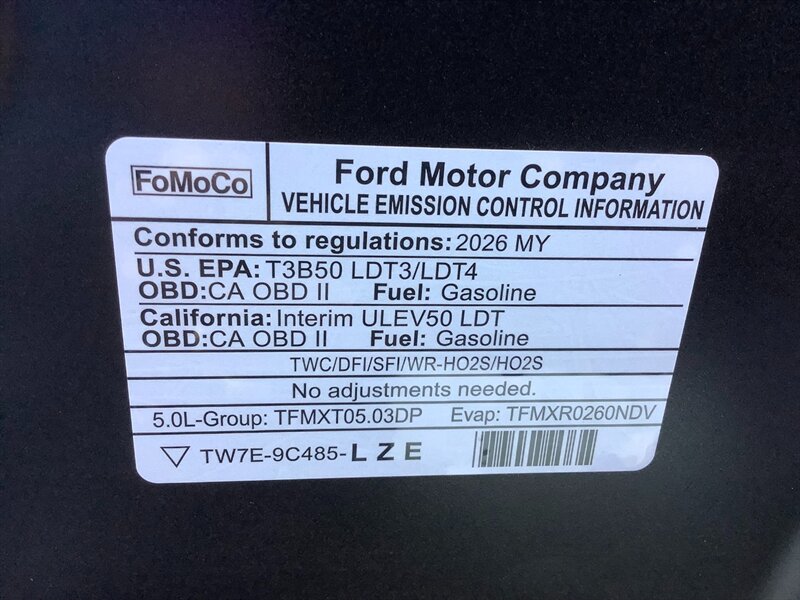 FoMoCo
Ford Motor Company
VEHICLE EMISSION CONTROL INFORMATION
Conforms to regulations: 2026 MY
U.S. EPA: T3B50 LDT3/LDT4
OBD:CA OBD II Fuel: Gasoline
California: Interim ULEV50 LDT
OBD:CA OBD II Fuel: Gasoline
TWC/DFI/SFI/WR-HO2S/HO2S
No adjustments needed.
5.0L-Group: TFMXT05.03DP Evap: TFMXR0260NDV
TW7E-9C485-LZE